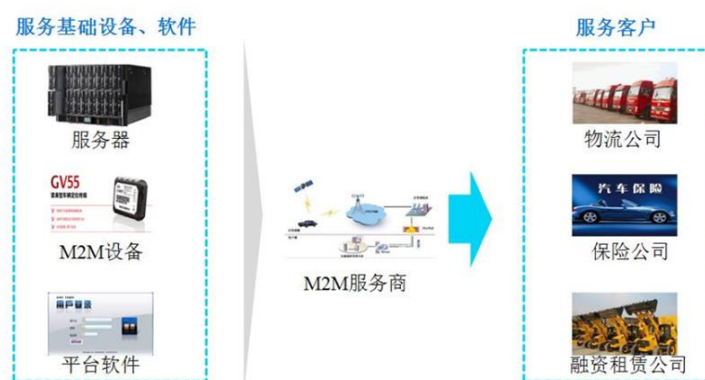 服务基础设备、软件
服务客户
服务器
物流公司
GV55
汽车保险
M2M设备
保险公司
M2M服务商
平台软件
融资租赁公司